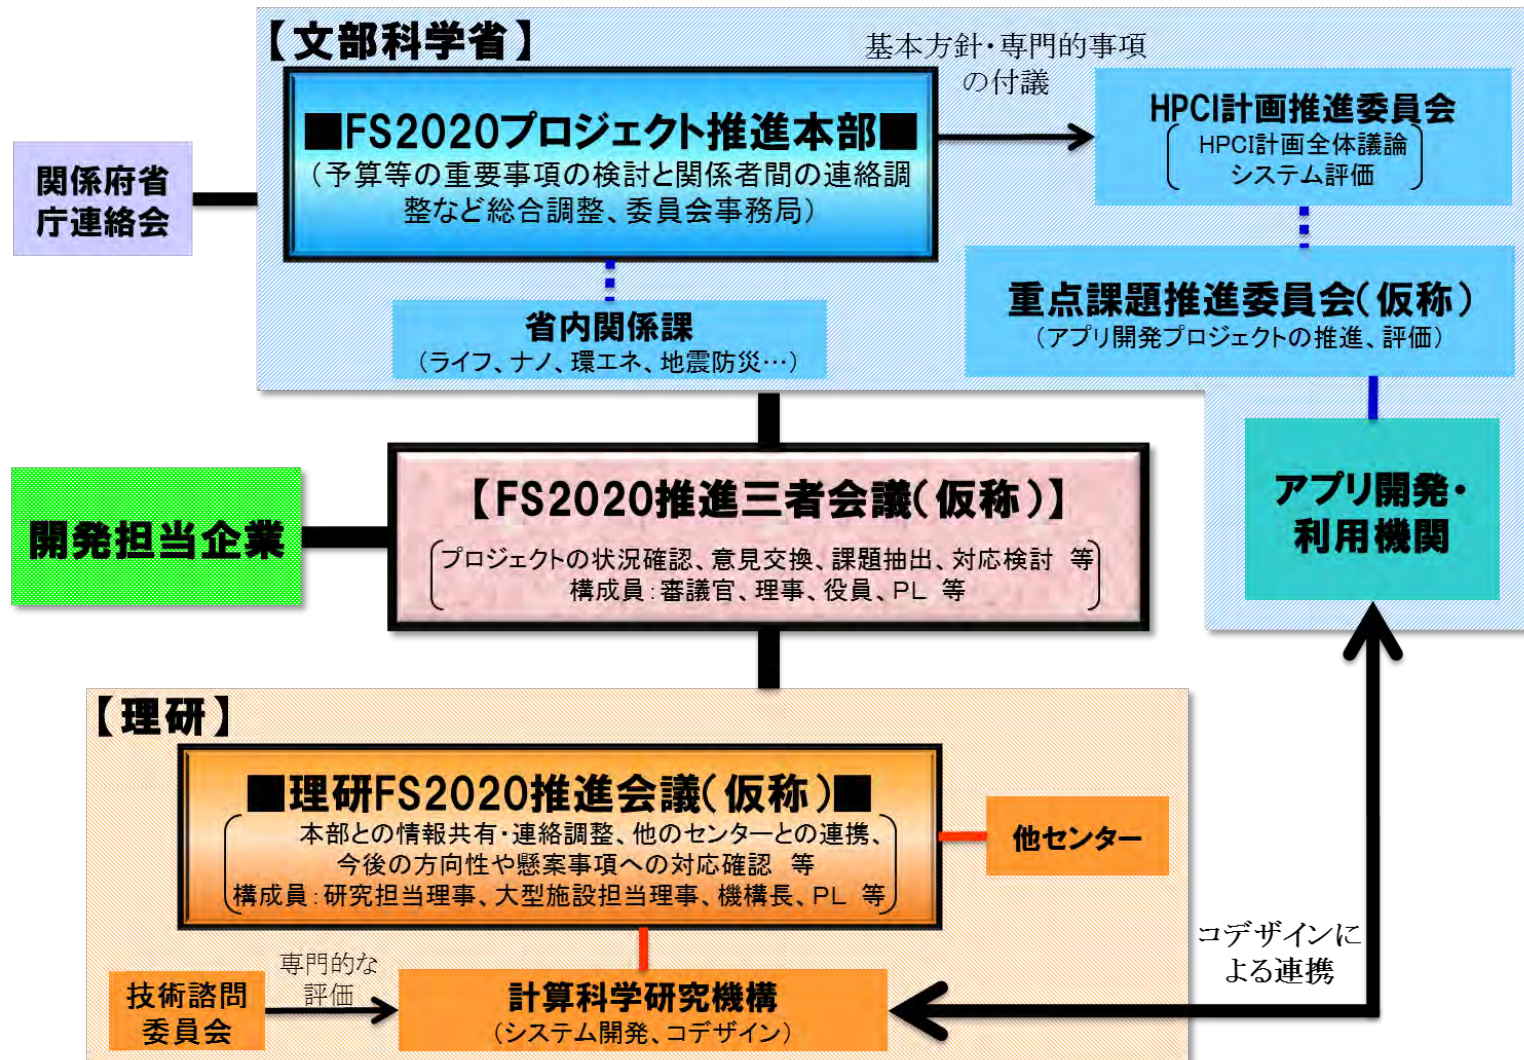 【文部科学省】
■FS2020プロジェクト推進本部■
(予算等の重要事項の検討と関係者間の連絡調
整など総合調整、委員会事務局)
基本方針・専門的事項
の付議
HPCI計画推進委員会
HPCI計画全体議論
システム評価
関係府省
庁連絡会
省内関係課
(ライフ、ナノ、環エネ、地震防災…)
重点課題推進委員会(仮称)
(アプリ開発プロジェクトの推進、評価)
開発担当企業
【FS2020推進三者会議(仮称)】
プロジェクトの状況確認、意見交換、課題抽出、対応検討 等
構成員:審議官、理事、役員、PL 等
アプリ開発・
利用機関
【理研】
■理研FS2020推進会議(仮称)■
本部との情報共有・連絡調整、他のセンターとの連携、
今後の方向性や懸案事項への対応確認 等
構成員:研究担当理事、大型施設担当理事、機構長、PL 等
他センター
技術諮問
委員会
専門的な
評価
計算科学研究機構
(システム開発、コデザイン)
コデザインに
よる連携